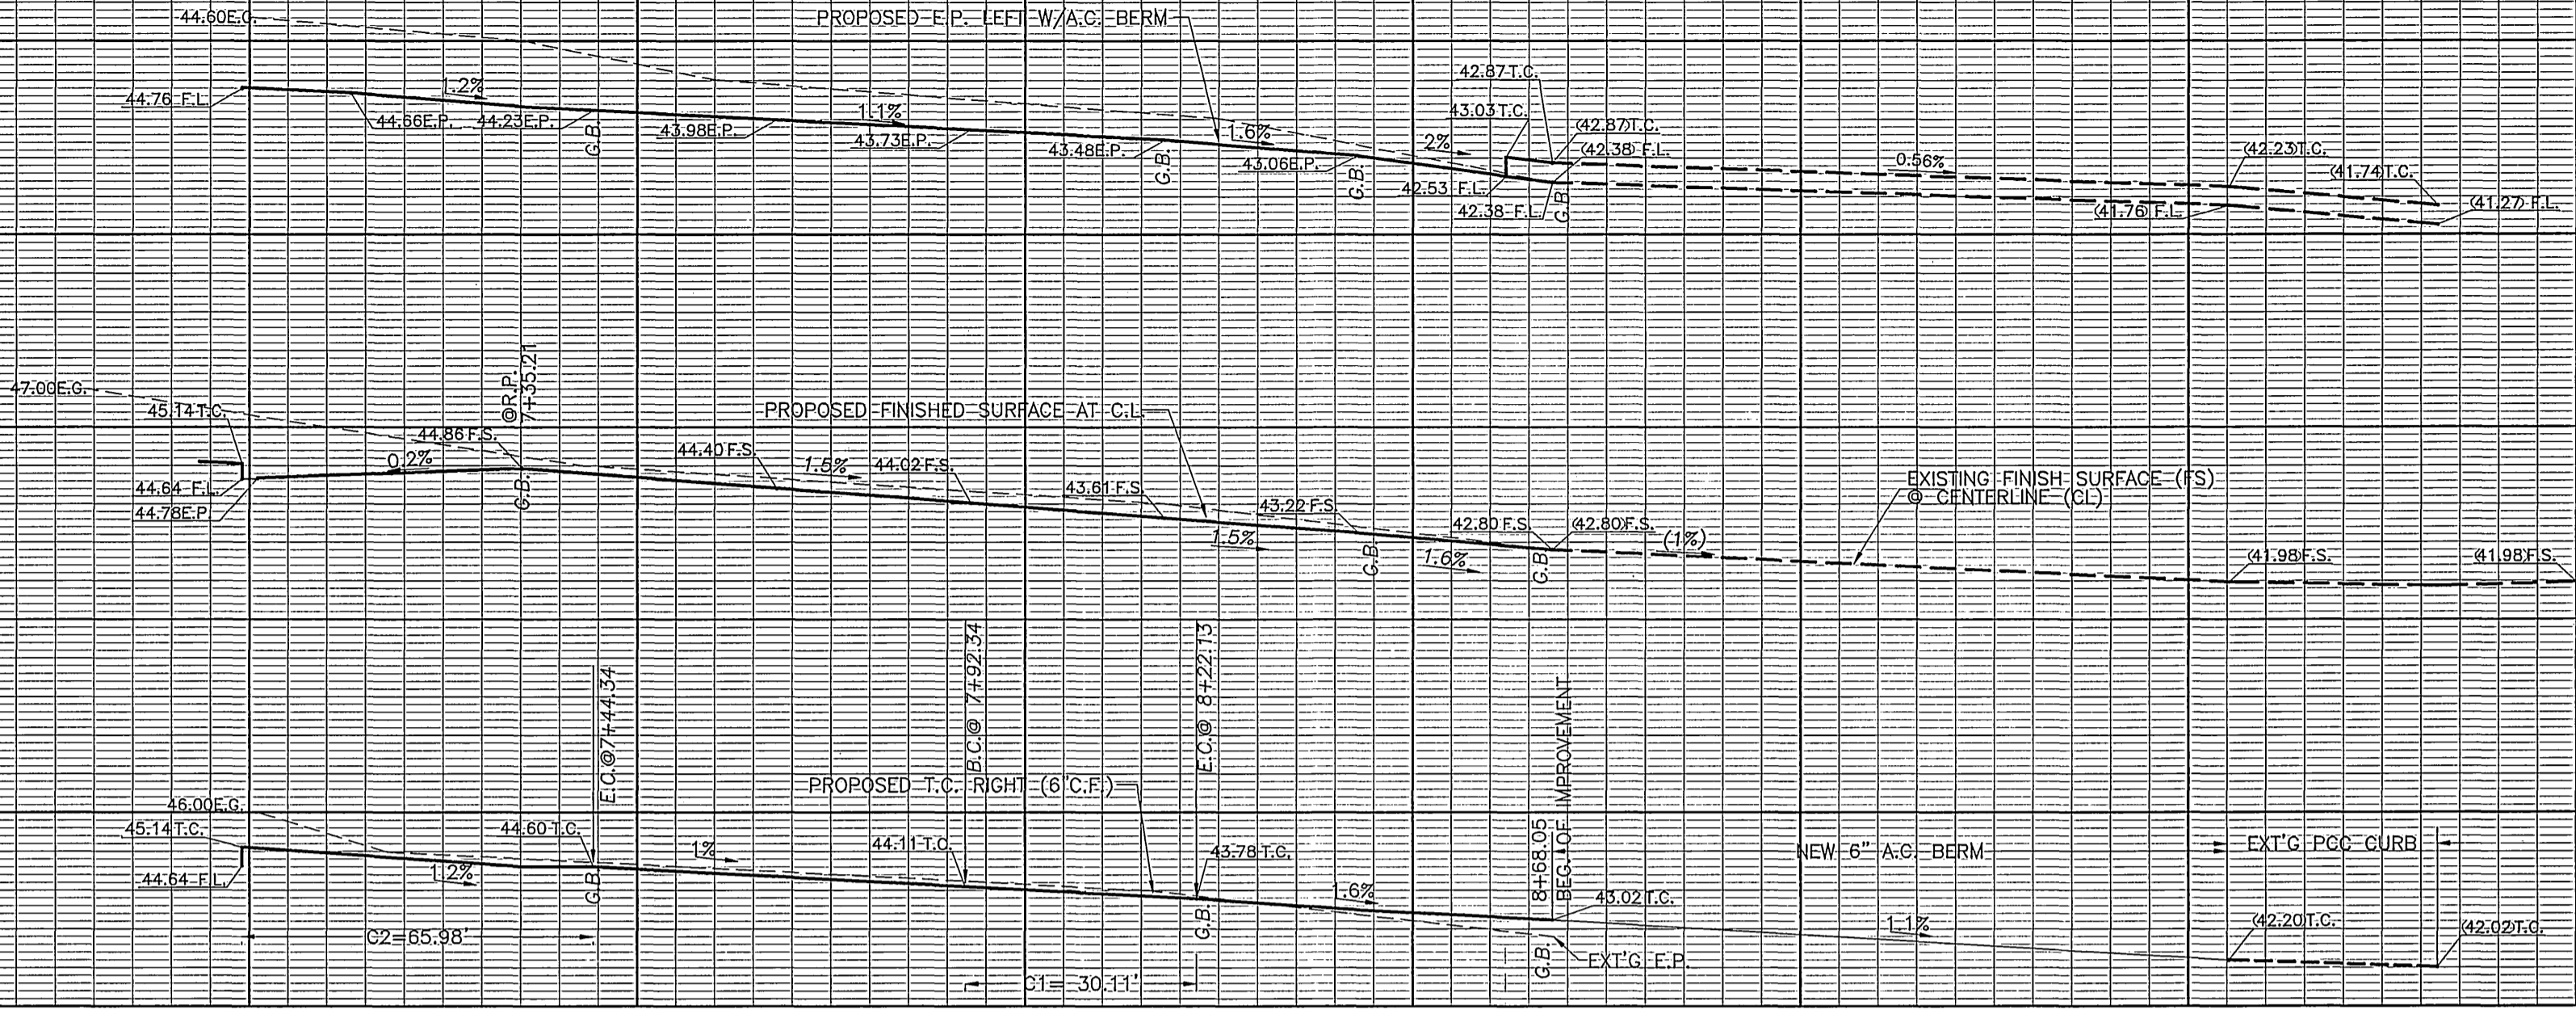 44.60E.G.
PROPOSED E.P. LEFT W/A.C. BERM
44.76 F.L.
1.2%
44.66E.P.
44.23E.P.
G.B.
43.98E.P.
1.1%
43.73E.P.
43.48E.P.
G.B.
1.6%
43.06E.P.
G.B.
2%
42.87 T.C.
43.03 T.C.
(42.87)T.C.
(42.38) F.L.
42.53 F.L.
42.38 F.L.
G.B.
0.56%
(42.23)T.C.
(41.74)T.C.
(41.76) F.L.
(41.27) F.L.
47.00E.G.
45.14 T.C.
44.64 F.L.
44.78E.P.
0.2%
44.86 F.S.
@R.P.
7+35.21
G.B.
44.40 F.S.
PROPOSED FINISHED SURFACE AT C.L.
1.5%
44.02 F.S.
43.61 F.S.
1.5%
43.22 F.S.
G.B.
1.6%
42.80 F.S.
(42.80)F.S.
G.B.
(1%)
EXISTING FINISH SURFACE (FS)
@ CENTERLINE (CL)
(41.98)F.S.
(41.98)F.S.
46.00E.G.
45.14 T.C.
44.64 F.L.
1.2%
C2=65.98'
44.60 T.C.
E.C.@7+44.34
G.B.
1%
PROPOSED T.C. RIGHT (6"C.F.)
44.11 T.C.
B.C.@ 7+92.34
E.C.@ 8+22.13
43.78 T.C.
G.B.
C1= 30.11'
1.6%
8+68.05
BEG. OF IMPROVEMENT
43.02 T.C.
G.B.
EXT'G E.P.
NEW 6" A.C. BERM
1.1%
EXT'G PCC CURB
(42.20)T.C.
(42.02)T.C.